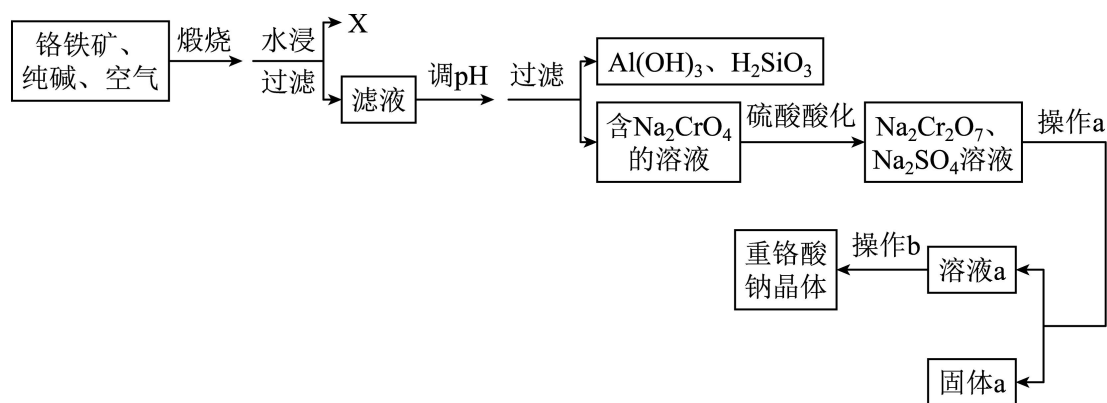 铬铁矿、
纯碱、空气
煅烧
水浸
过滤
X
滤液
调pH
过滤
Al(OH)₃、H₂SiO₃
含Na₂CrO₄
的溶液
硫酸酸化
Na₂Cr₂O₇、
Na₂SO₄溶液
操作a
重铬酸
钠晶体
操作b
溶液a
固体a